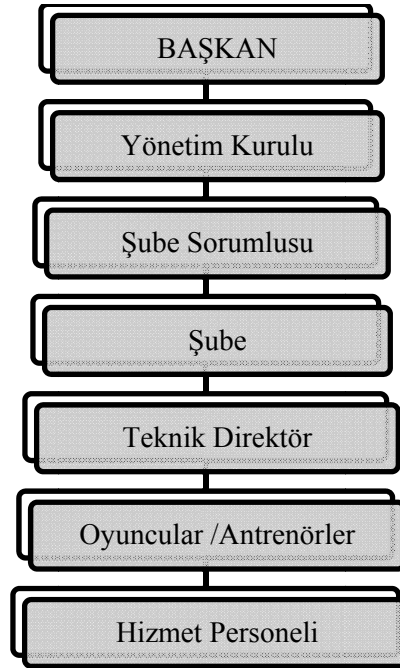 BAŞKAN
Yönetim Kurulu
Şube Sorumlusu
Şube
Teknik Direktör
Oyuncular /Antrenörler
Hizmet Personeli